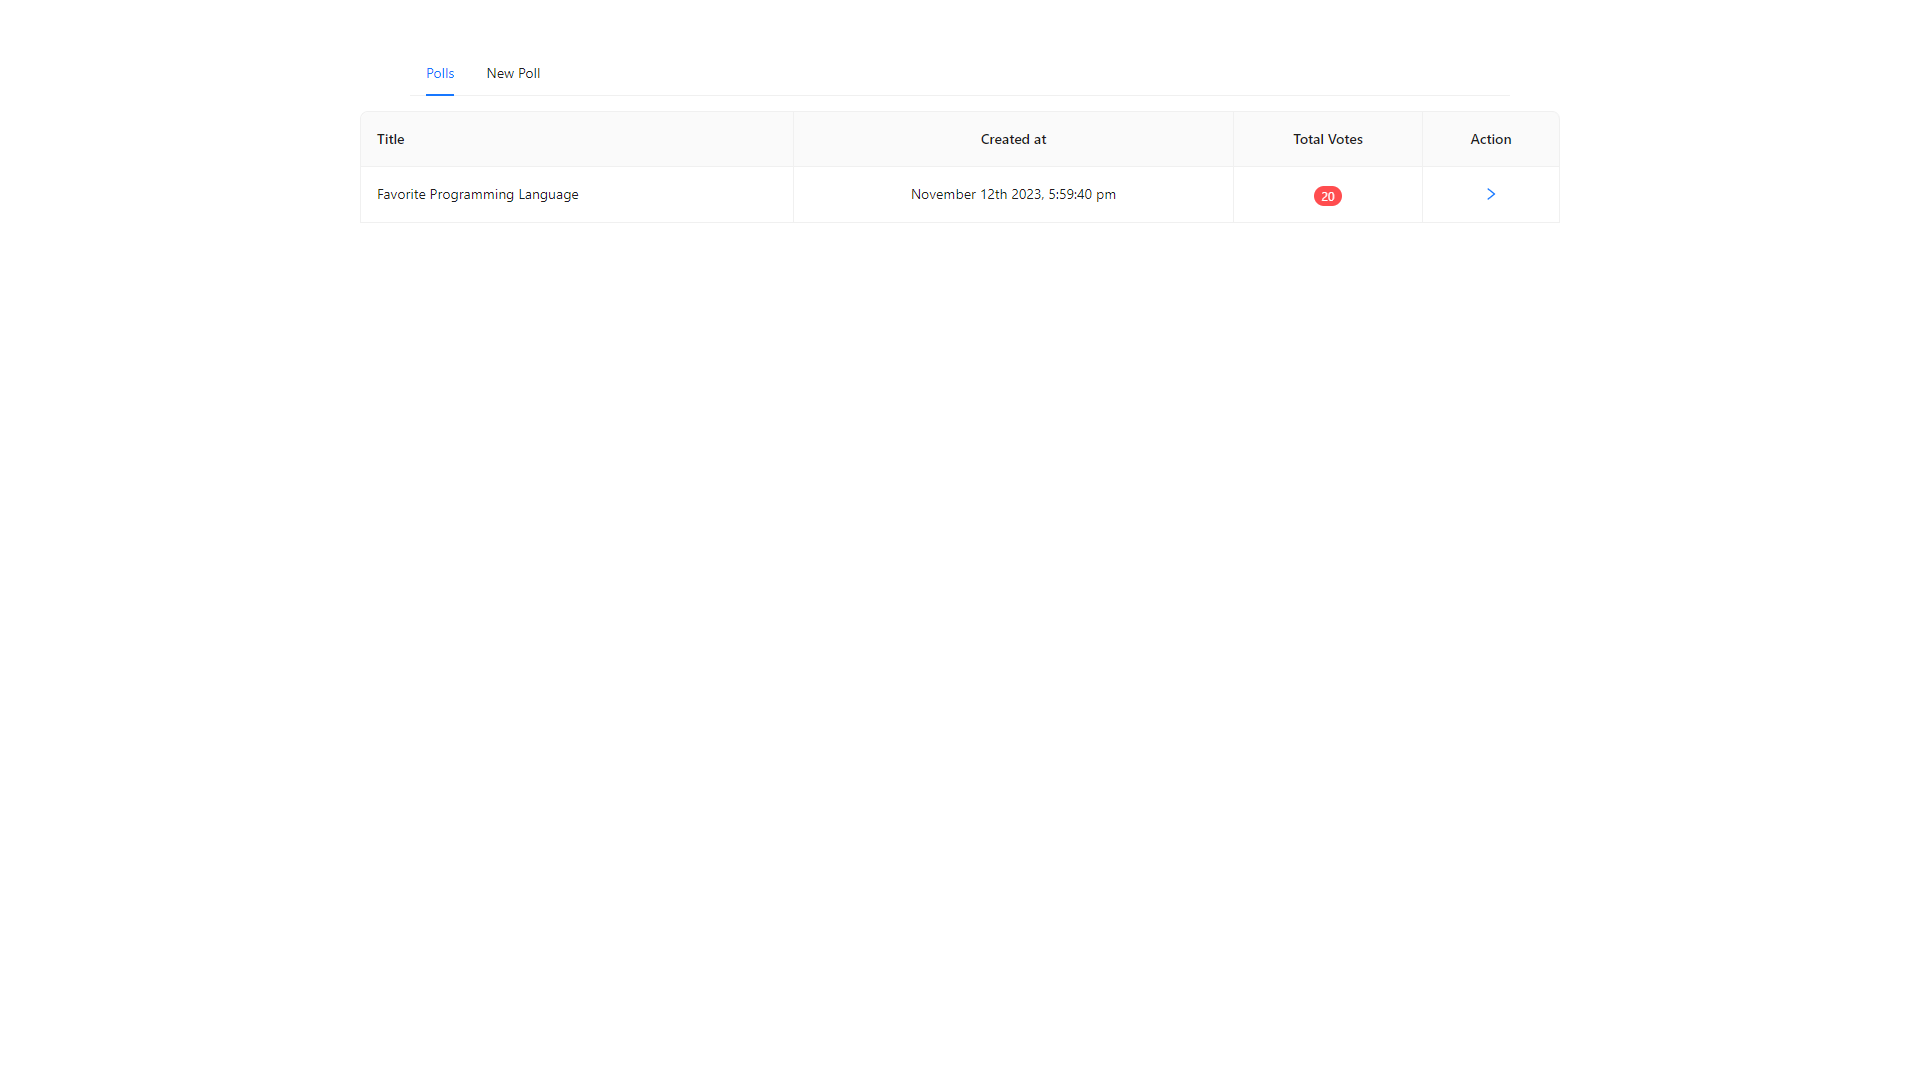 Polls New Poll
Title Created at Total Votes Action
Favorite Programming Language November 12th 2023, 5:59:40 pm 20